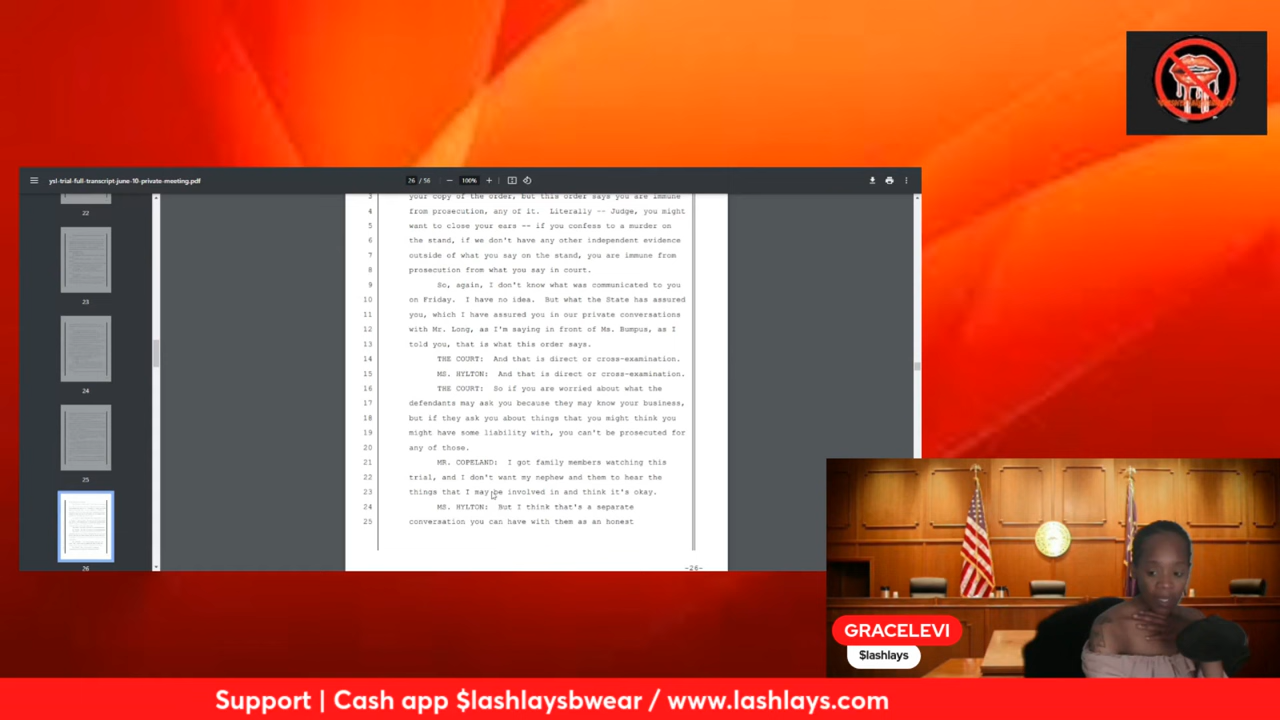 ysl-trial-full-transcript-june-10-private-meeting.pdf
26 / 56
100%
22
23
24
25
26
3 your copy of the order, but this order says you are immune
4 from prosecution, any of it. Literally -- Judge, you might
5 want to close your ears -- if you confess to a murder on
6 the stand, if we don't have any other independent evidence
7 outside of what you say on the stand, you are immune from
8 prosecution from what you say in court.
9 So, again, I don't know what was communicated to you
10 on Friday. I have no idea. But what the State has assured
11 you, which I have assured you in our private conversations
12 with Mr. Long, as I'm saying in front of Ms. Bumpus, as I
13 told you, that is what this order says.
14 THE COURT: And that is direct or cross-examination.
15 MS. HYLTON: And that is direct or cross-examination.
16 THE COURT: So if you are worried about what the
17 defendants may ask you because they may know your business,
18 but if they ask you about things that you might think you
19 might have some liability with, you can't be prosecuted for
20 any of those.
21 MR. COPELAND: I got family members watching this
22 trial, and I don't want my nephew and them to hear the
23 things that I may be involved in and think it's okay.
24 MS. HYLTON: But I think that's a separate
25 conversation you can have with them as an honest
-26-
GRACELEVI
$lashlays
Support | Cash app $lashlaysbwear / www.lashlays.com